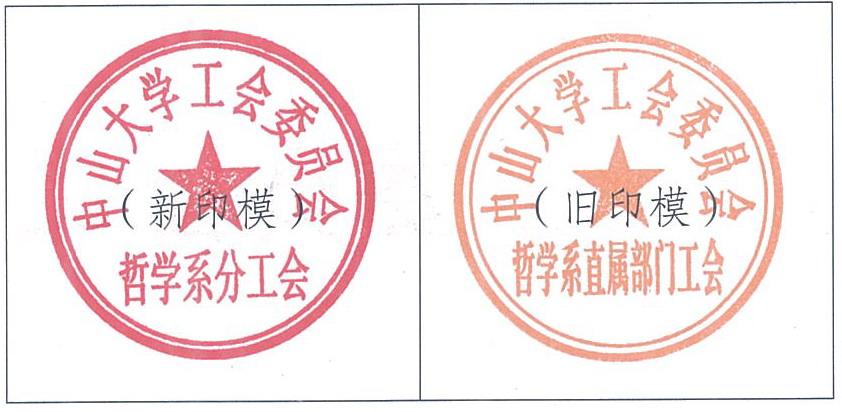 中山大学工会委员会
（新印模）
哲学系分工会
中山大学工会委员会
（旧印模）
哲学系直属部门工会